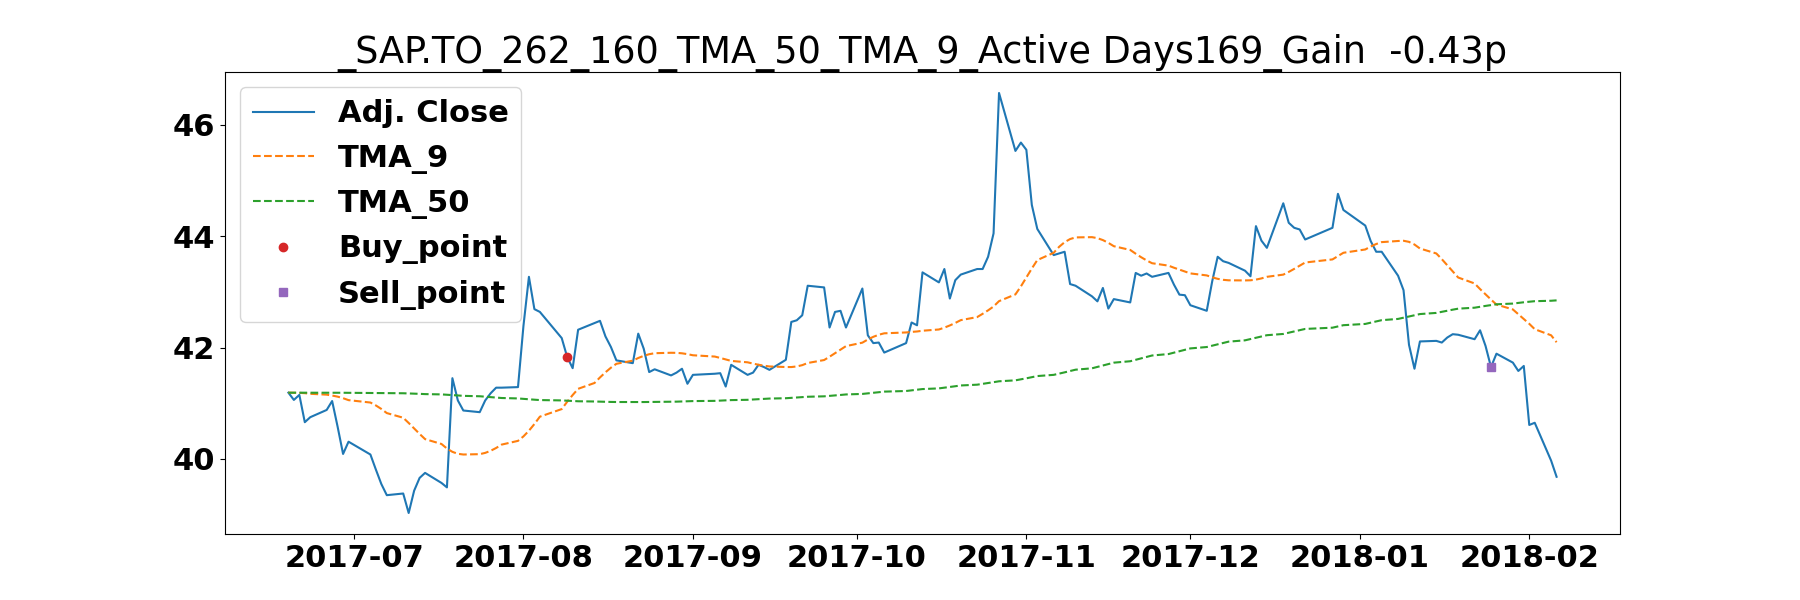 _SAP.TO_262_160_TMA_50_TMA_9_Active Days169_Gain  -0.43p
Adj. Close
TMA_9
TMA_50
Buy_point
Sell_point
46
44
42
40
2017-07 2017-08 2017-09 2017-10 2017-11 2017-12 2018-01 2018-02